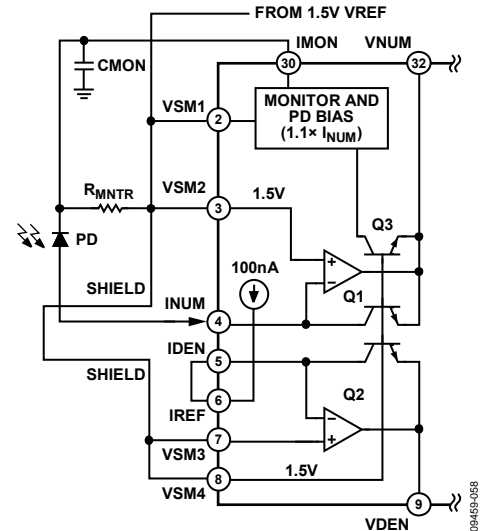 FROM 1.5V VREF
IMON
VNUM
30
32
CMON
MONITOR AND
PD BIAS
(1.1× I_NUM)
VSM1
2
R_MNTR
VSM2
3
1.5V
Q3
PD
100nA
+
−
Q1
SHIELD
INUM
4
IDEN
5
SHIELD
6
IREF
Q2
−
+
7
VSM3
8
1.5V
VSM4
9
VDEN
09459-058